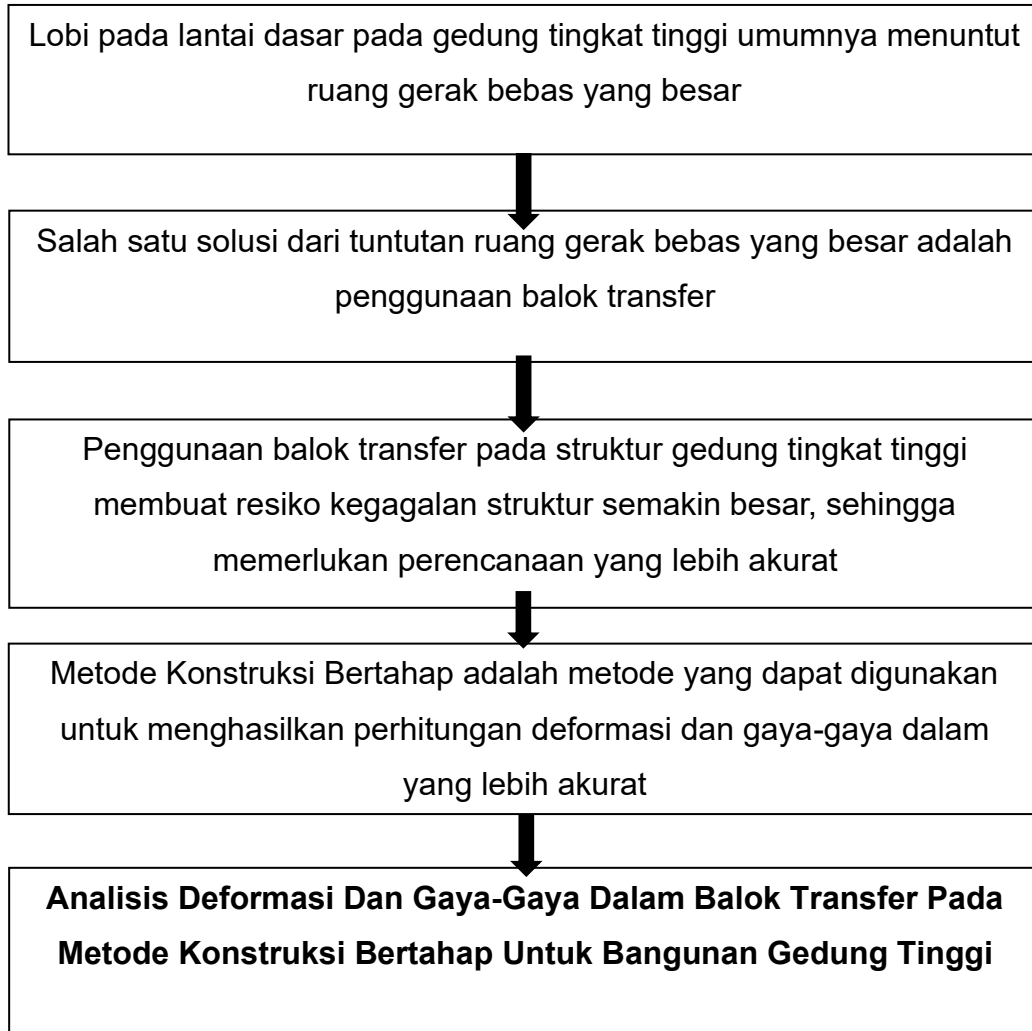 Lobi pada lantai dasar pada gedung tingkat tinggi umumnya menuntut
ruang gerak bebas yang besar
Salah satu solusi dari tuntutan ruang gerak bebas yang besar adalah
penggunaan balok transfer
Penggunaan balok transfer pada struktur gedung tingkat tinggi
membuat resiko kegagalan struktur semakin besar, sehingga
memerlukan perencanaan yang lebih akurat
Metode Konstruksi Bertahap adalah metode yang dapat digunakan
untuk menghasilkan perhitungan deformasi dan gaya-gaya dalam
yang lebih akurat
Analisis Deformasi Dan Gaya-Gaya Dalam Balok Transfer Pada
Metode Konstruksi Bertahap Untuk Bangunan Gedung Tinggi